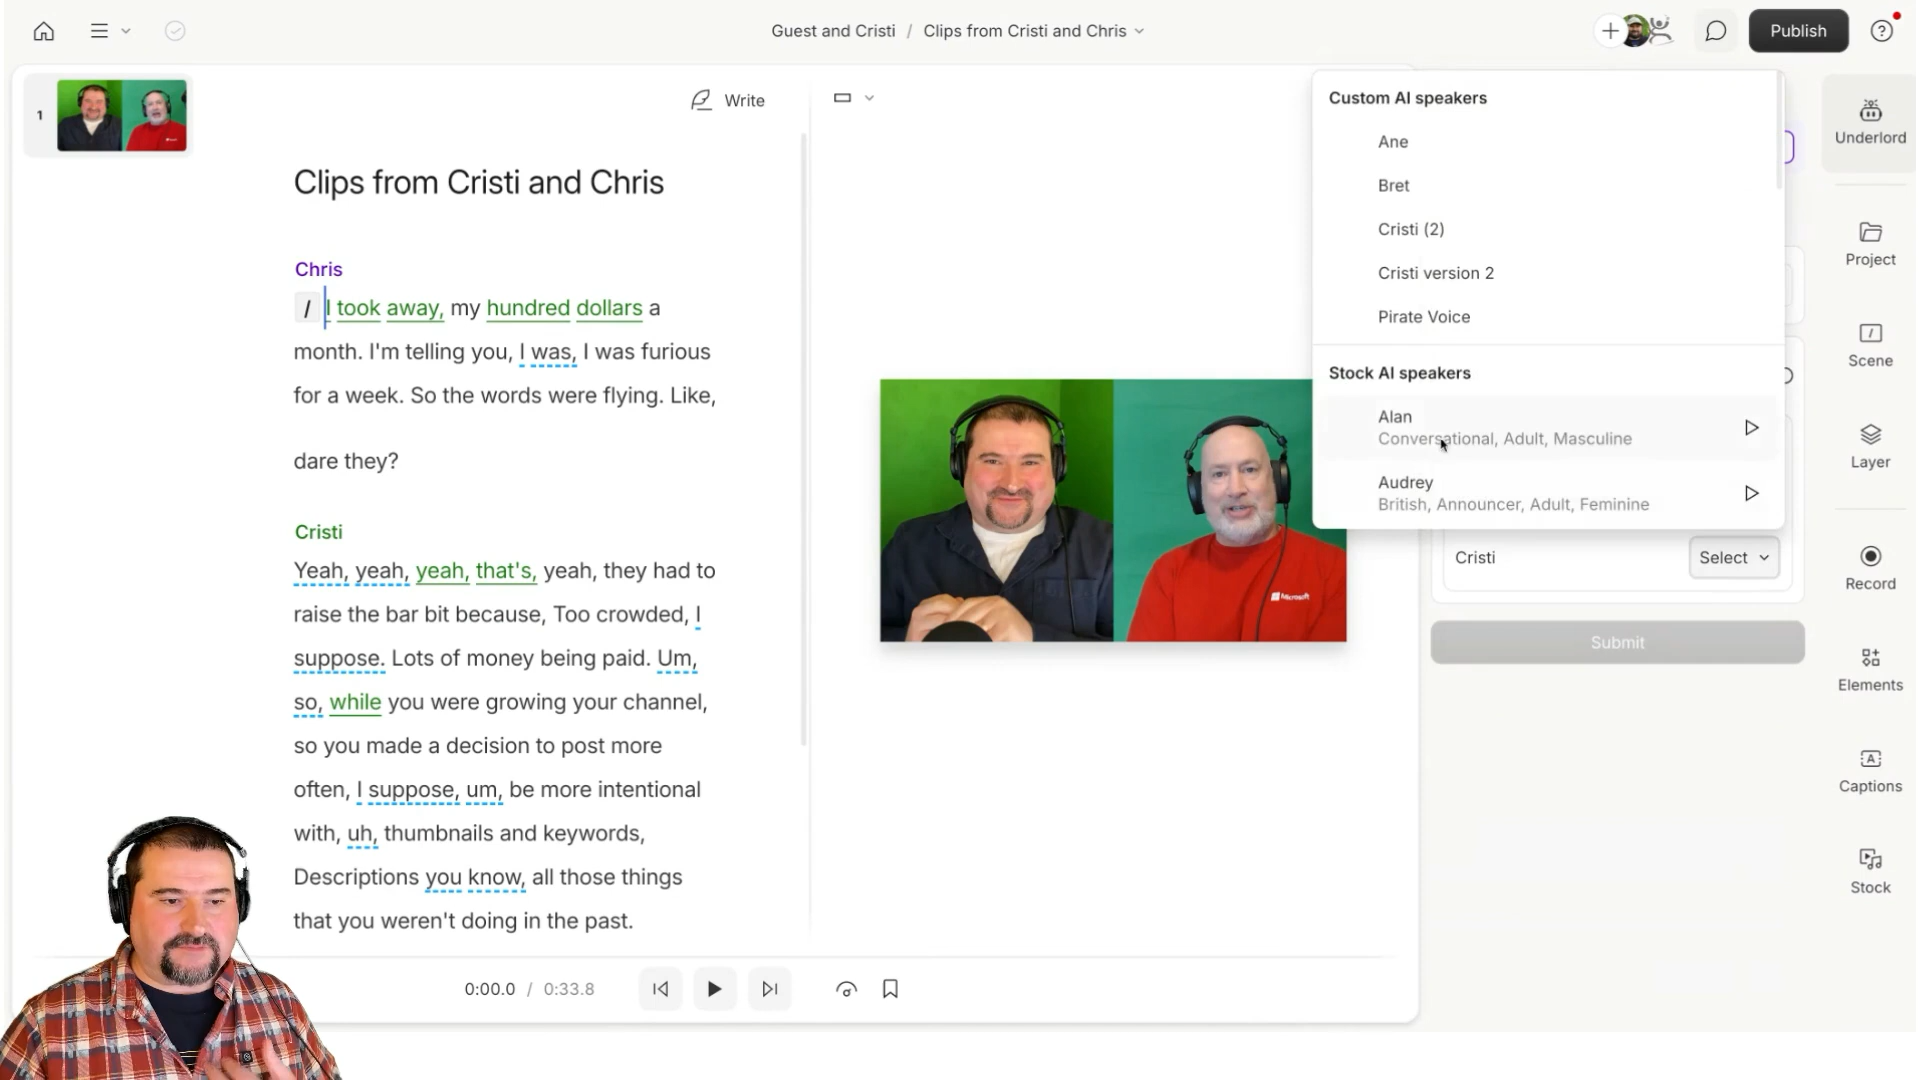 Guest and Cristi / Clips from Cristi and Chris
Publish
1
Write
Clips from Cristi and Chris
Chris
/ I took away, my hundred dollars a
month. I'm telling you, I was, I was furious
for a week. So the words were flying. Like,
dare they?
Cristi
Yeah, yeah, yeah, that's, yeah, they had to
raise the bar bit because, Too crowded, I
suppose. Lots of money being paid. Um,
so, while you were growing your channel,
so you made a decision to post more
often, I suppose, um, be more intentional
with, uh, thumbnails and keywords,
Descriptions you know, all those things
that you weren't doing in the past.
0:00.0 / 0:33.8
Microsoft
Custom AI speakers
Ane
Bret
Cristi (2)
Cristi version 2
Pirate Voice
Stock AI speakers
Alan
Conversational, Adult, Masculine
Audrey
British, Announcer, Adult, Feminine
Cristi
Select
Submit
Underlord
Project
Scene
Layer
Record
Elements
Captions
Stock